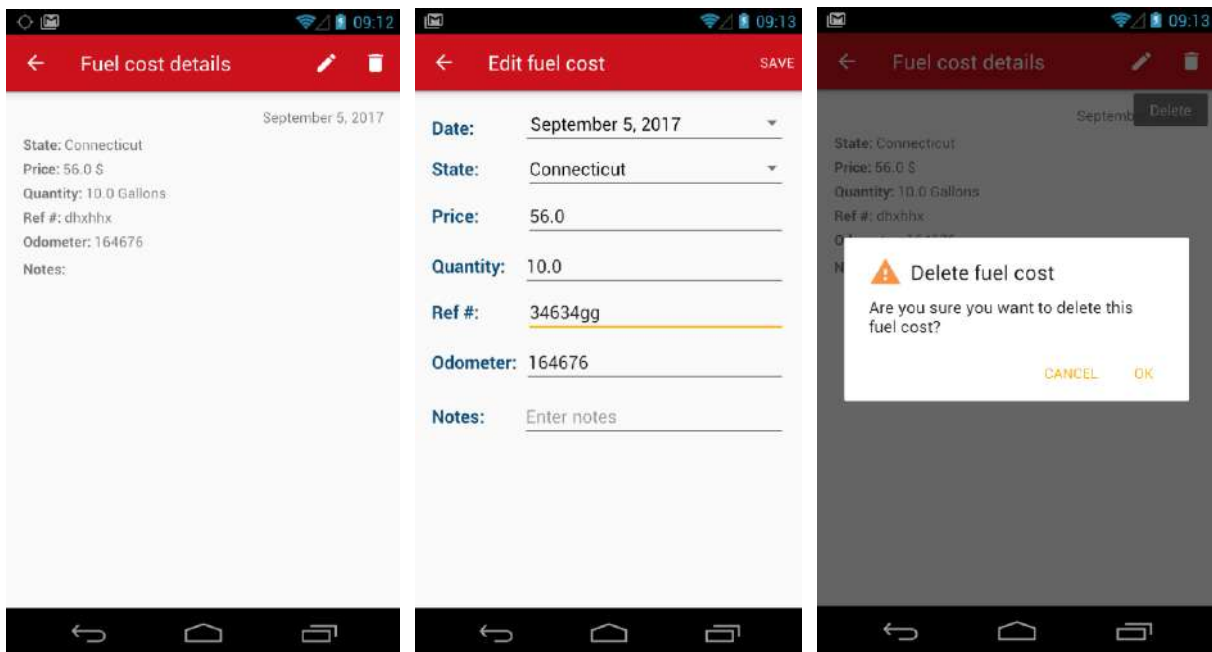 09:12
Fuel cost details
September 5, 2017
State: Connecticut
Price: 56.0 $
Quantity: 10.0 Gallons
Ref #: dhxhhx
Odometer: 164676
Notes:
09:13
Edit fuel cost SAVE
Date: September 5, 2017
State: Connecticut
Price: 56.0
Quantity: 10.0
Ref #: 34634gg
Odometer: 164676
Notes: Enter notes
09:13
Fuel cost details
Septemb Delete
State: Connecticut
Price: 56.0 $
Quantity: 10.0 Gallons
Ref #: dhxhhx
Delete fuel cost
Are you sure you want to delete this
fuel cost?
CANCEL OK